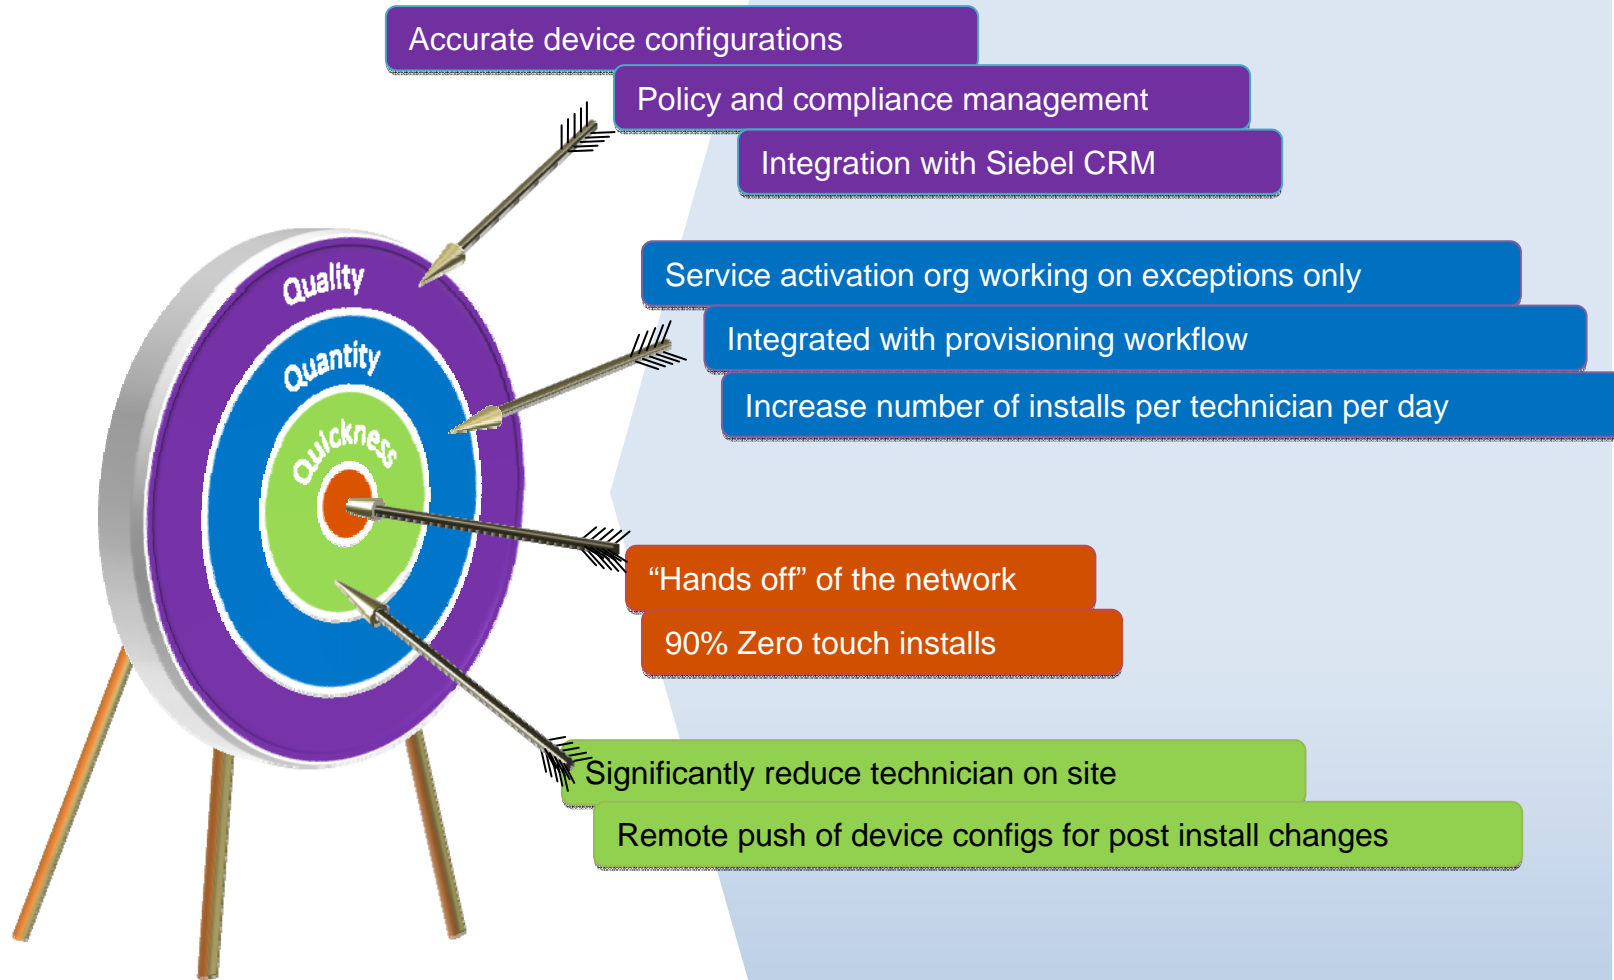 Accurate device configurations
Policy and compliance management
Integration with Siebel CRM
Quality
Service activation org working on exceptions only
Integrated with provisioning workflow
Quantity
Increase number of installs per technician per day
Quickness
“Hands off” of the network
90% Zero touch installs
Significantly reduce technician on site
Remote push of device configs for post install changes